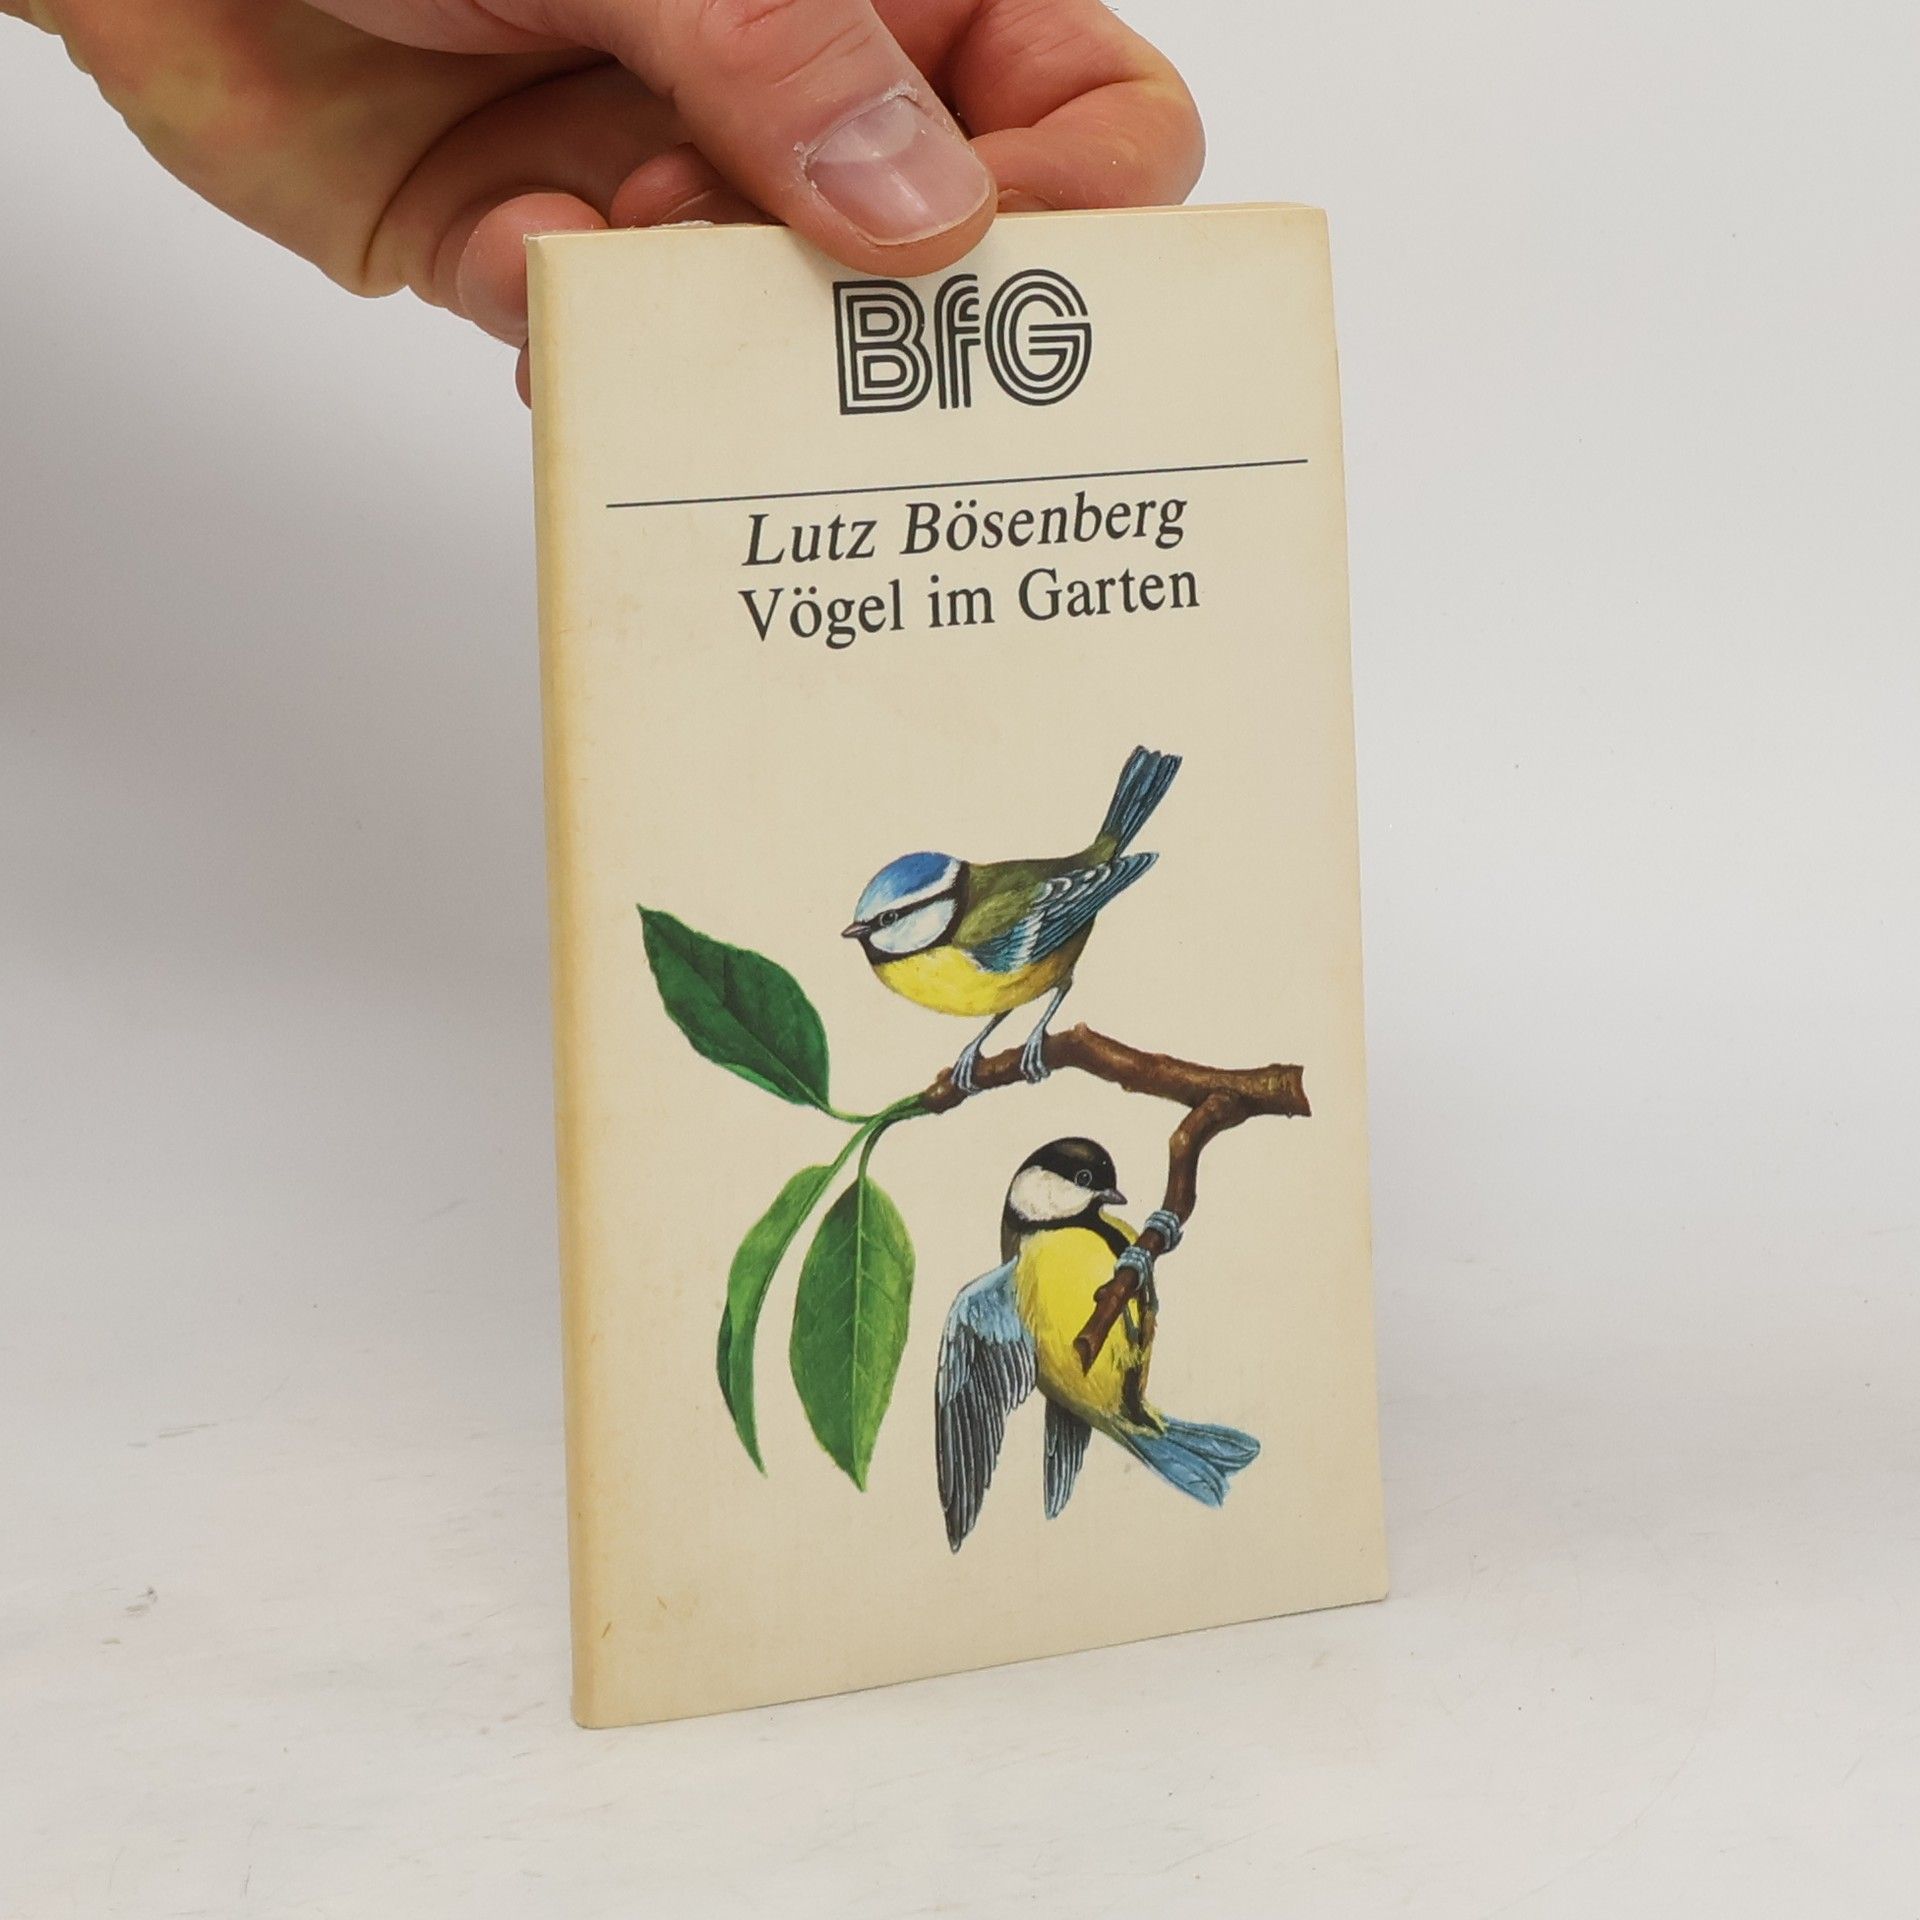 BfG
Lutz Bösenberg
Vögel im Garten